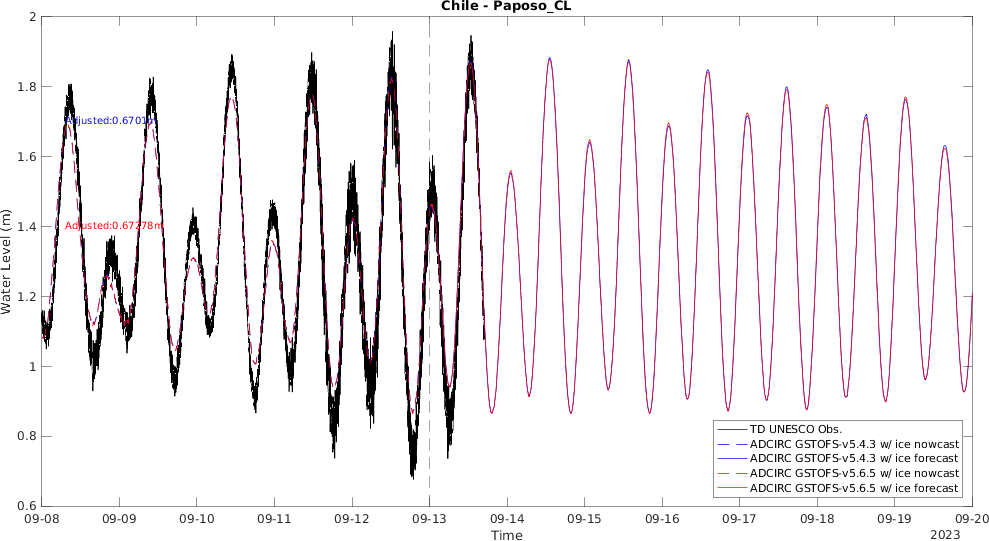 Chile - Paposo_CL
2
1.8
1.6
1.4
1.2
1
0.8
0.6
Water Level (m)
Adjusted:0.6701m
Adjusted:0.67278m
TD UNESCO Obs.
ADCIRC GSTOFS-v5.4.3 w/ ice nowcast
ADCIRC GSTOFS-v5.4.3 w/ ice forecast
ADCIRC GSTOFS-v5.6.5 w/ ice nowcast
ADCIRC GSTOFS-v5.6.5 w/ ice forecast
09-08 09-09 09-10 09-11 09-12 09-13 09-14 09-15 09-16 09-17 09-18 09-19 09-20
Time
2023